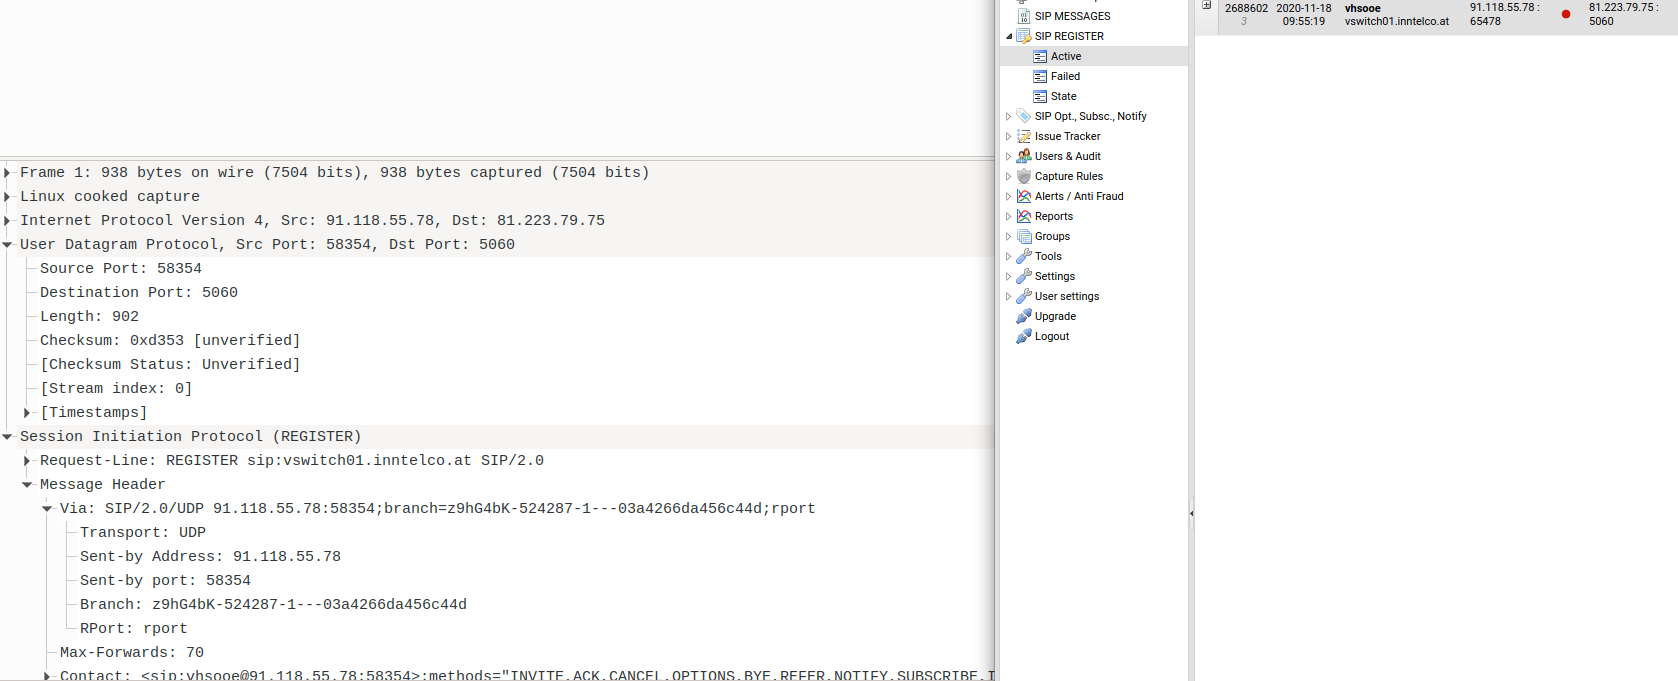 Frame 1: 938 bytes on wire (7504 bits), 938 bytes captured (7504 bits)
Linux cooked capture
Internet Protocol Version 4, Src: 91.118.55.78, Dst: 81.223.79.75
User Datagram Protocol, Src Port: 58354, Dst Port: 5060
Source Port: 58354
Destination Port: 5060
Length: 902
Checksum: 0xd353 [unverified]
[Checksum Status: Unverified]
[Stream index: 0]
[Timestamps]
Session Initiation Protocol (REGISTER)
Request-Line: REGISTER sip:vswitch01.inntelco.at SIP/2.0
Message Header
Via: SIP/2.0/UDP 91.118.55.78:58354;branch=z9hG4bK-524287-1---03a4266da456c44d;rport
Transport: UDP
Sent-by Address: 91.118.55.78
Sent-by port: 58354
Branch: z9hG4bK-524287-1---03a4266da456c44d
RPort: rport
Max-Forwards: 70
Contact: <sip:vhsooe@91.118.55.78:58354>;methods="INVITE,ACK,CANCEL,OPTIONS,BYE,REFER,NOTIFY,SUBSCRIBE,I
SIP MESSAGES
SIP REGISTER
Active
Failed
State
SIP Opt., Subsc., Notify
Issue Tracker
Users & Audit
Capture Rules
Alerts / Anti Fraud
Reports
Groups
Tools
Settings
User settings
Upgrade
Logout
2688602 2020-11-18 vhsooe 91.118.55.78 : 81.223.79.75 :
3 09:55:19 vswitch01.inntelco.at 65478 5060